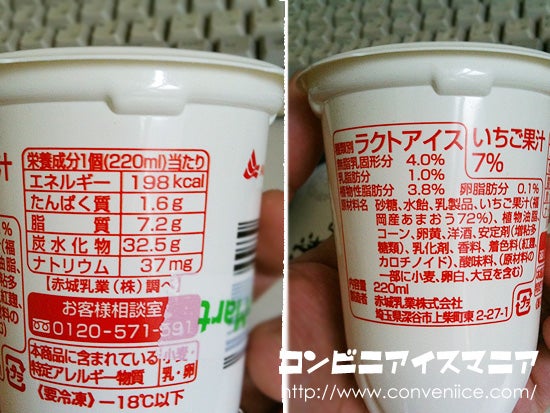 栄養成分1個(220ml)当たり
エネルギー 198kcal
たんぱく質 1.6g
脂質 7.2g
炭水化物 32.5g
ナトリウム 37mg
[赤城乳業(株)調べ]
お客様相談室
0120-571-591
本商品に含まれている
特定アレルギー物質
小麦・
乳・卵
《要冷凍》-18℃以下
Mart
種類別 ラクトアイス
いちご果汁
7%
無脂乳固形分 4.0%
乳脂肪分 1.0%
植物性脂肪分 3.8% 卵脂肪分 0.1%
原材料名 砂糖、水飴、乳製品、いちご果汁(福
岡産あまおう72%)、植物油脂、
コーン、卵黄、洋酒、安定剤(増粘多
糖類)、乳化剤、香料、着色料(紅麹、
カロチノイド)、酸味料、(原材料の
一部に小麦、卵白、大豆を含む)
内容量 220ml
製造者 赤城乳業株式会社
埼玉県深谷市上柴町東2-27-1
コンビニアイスマニア
http://www.conveniice.com/